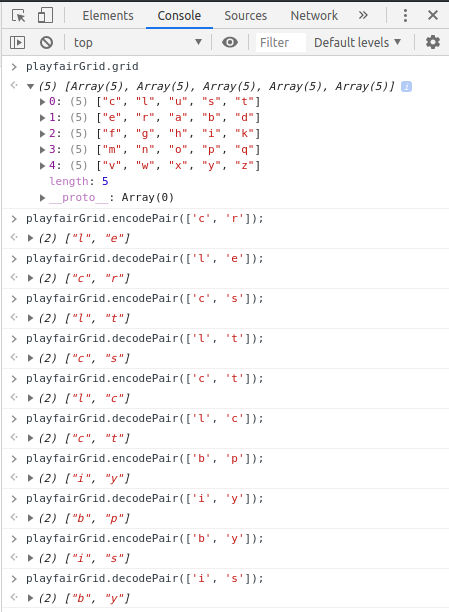 Elements Console Sources Network »
top Filter Default levels
playfairGrid.grid
(5) [Array(5), Array(5), Array(5), Array(5), Array(5)] i
0: (5) ["c", "l", "u", "s", "t"]
1: (5) ["e", "r", "a", "b", "d"]
2: (5) ["f", "g", "h", "i", "k"]
3: (5) ["m", "n", "o", "p", "q"]
4: (5) ["v", "w", "x", "y", "z"]
length: 5
__proto__: Array(0)
playfairGrid.encodePair(['c', 'r']);
(2) ["l", "e"]
playfairGrid.decodePair(['l', 'e']);
(2) ["c", "r"]
playfairGrid.encodePair(['c', 's']);
(2) ["l", "t"]
playfairGrid.decodePair(['l', 't']);
(2) ["c", "s"]
playfairGrid.encodePair(['c', 't']);
(2) ["l", "c"]
playfairGrid.decodePair(['l', 'c']);
(2) ["c", "t"]
playfairGrid.encodePair(['b', 'p']);
(2) ["i", "y"]
playfairGrid.decodePair(['i', 'y']);
(2) ["b", "p"]
playfairGrid.encodePair(['b', 'y']);
(2) ["i", "s"]
playfairGrid.decodePair(['i', 's']);
(2) ["b", "y"]